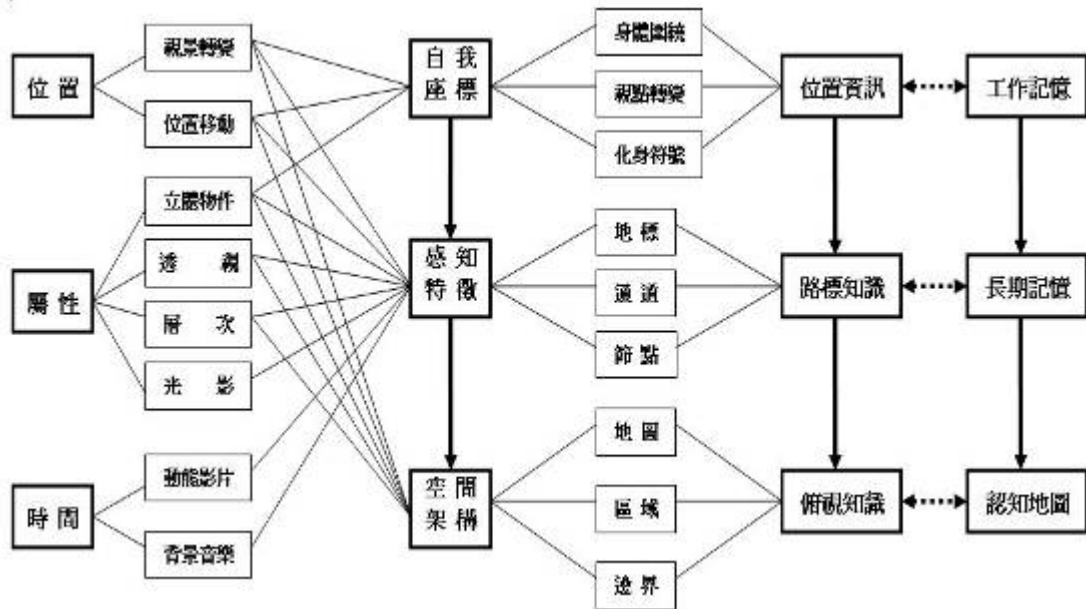 位置
屬性
時間
視景轉變
位置移動
立體物件
透視
層次
光影
動態影片
背景音樂
自我
座標
感知
特徵
空間
架構
身體圍繞
視點轉變
化身符號
地標
通道
節點
地圖
區域
邊界
位置資訊
路標知識
俯視知識
工作記憶
長期記憶
認知地圖